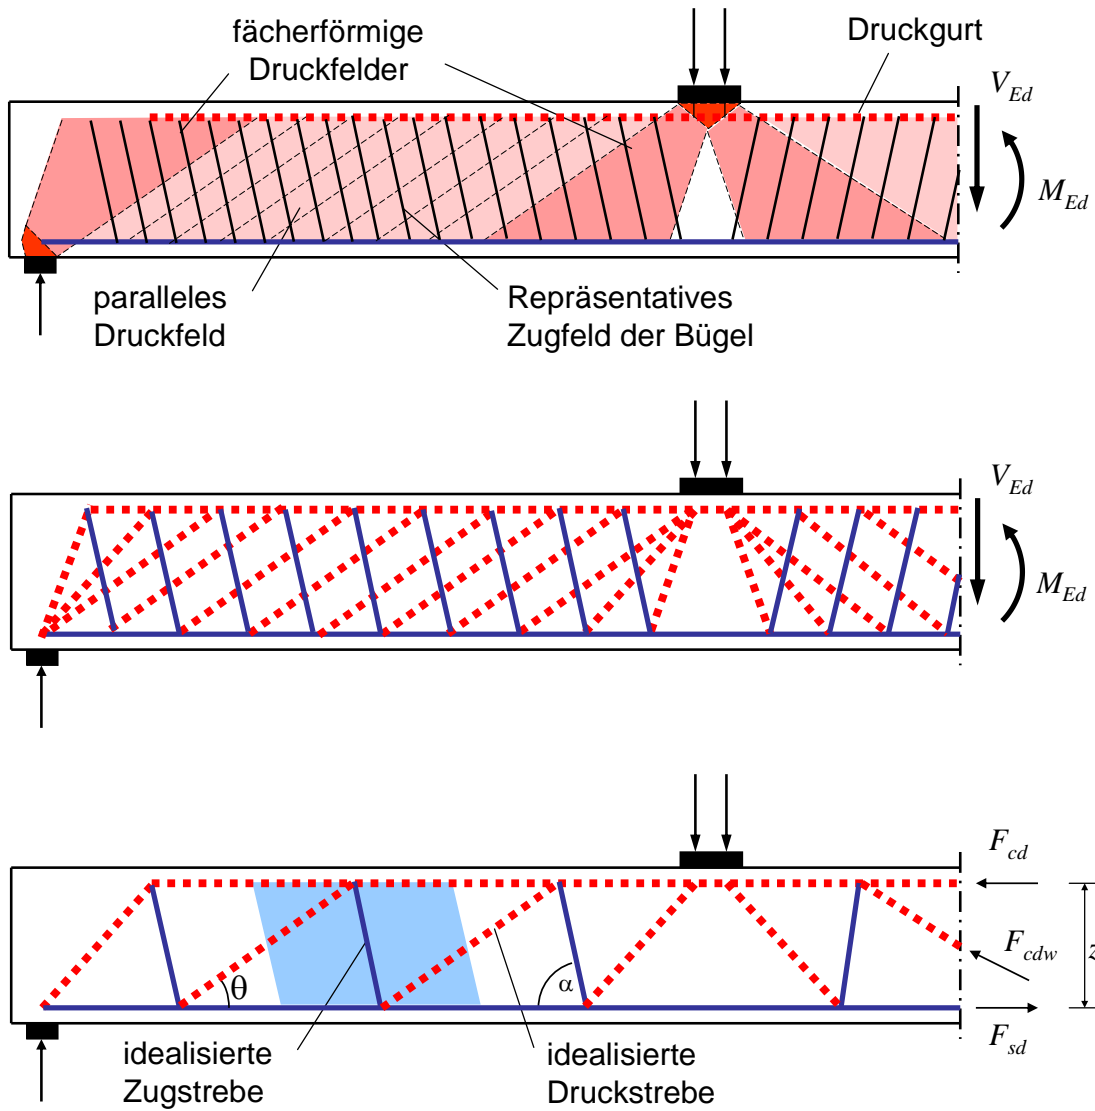 fächerförmige
Druckfelder
Druckgurt
V_Ed
M_Ed
paralleles
Druckfeld
Repräsentatives
Zugfeld der Bügel
V_Ed
M_Ed
F_cd
F_cdw
z
θ
α
F_sd
idealisierte
Zugstrebe
idealisierte
Druckstrebe